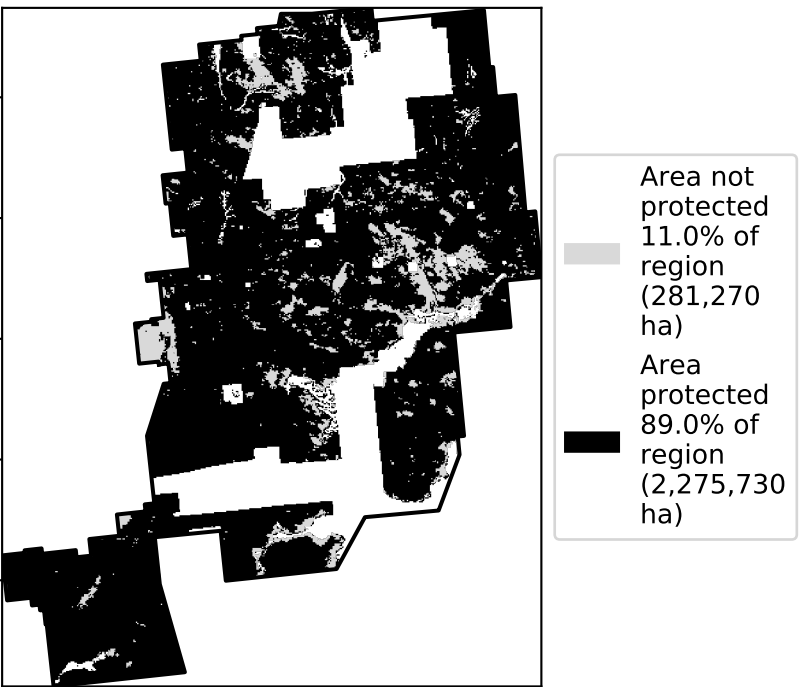 Area not
protected
11.0% of
region
(281,270
ha)
Area
protected
89.0% of
region
(2,275,730
ha)